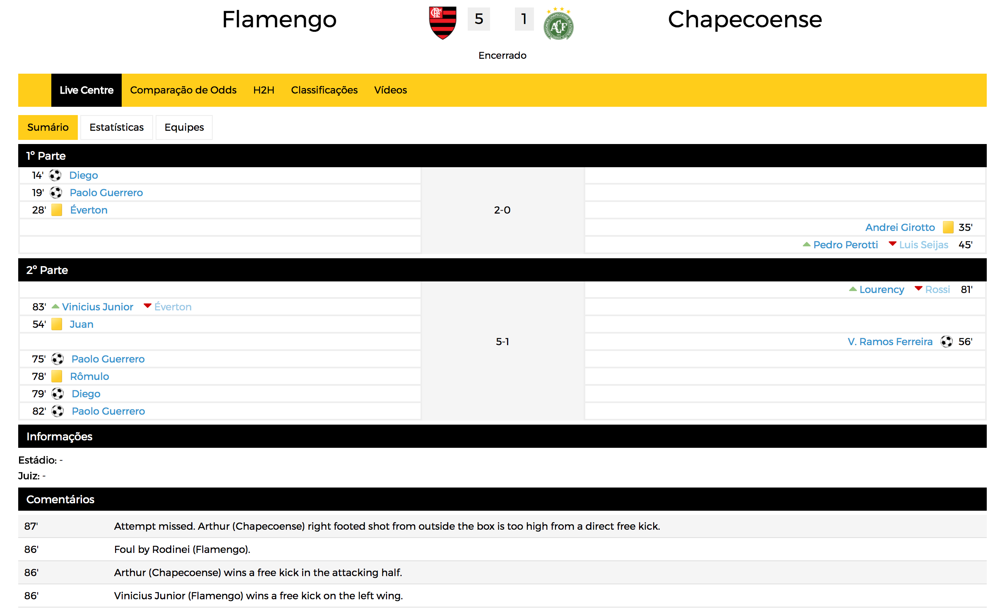 Flamengo 5 1 Chapecoense
Encerrado
Live Centre Comparação de Odds H2H Classificações Vídeos
Sumário Estatísticas Equipes
1º Parte
14' Diego
19' Paolo Guerrero
28' Éverton
2-0
Andrei Girotto 35'
Pedro Perotti Luis Seijas 45'
2º Parte
Lourency Rossi 81'
83' Vinicius Junior Éverton
54' Juan
5-1
V. Ramos Ferreira 56'
75' Paolo Guerrero
78' Rômulo
79' Diego
82' Paolo Guerrero
Informações
Estádio: -
Juiz: -
Comentários
87' Attempt missed. Arthur (Chapecoense) right footed shot from outside the box is too high from a direct free kick.
86' Foul by Rodinei (Flamengo).
86' Arthur (Chapecoense) wins a free kick in the attacking half.
86' Vinicius Junior (Flamengo) wins a free kick on the left wing.